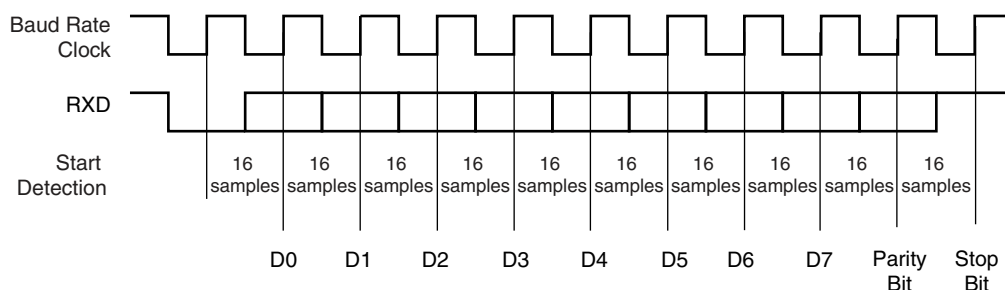 Baud Rate
Clock
RXD
Start
Detection
16 16 16 16 16 16 16 16 16 16
samples samples samples samples samples samples samples samples samples samples
D0 D1 D2 D3 D4 D5 D6 D7 Parity Stop
Bit Bit